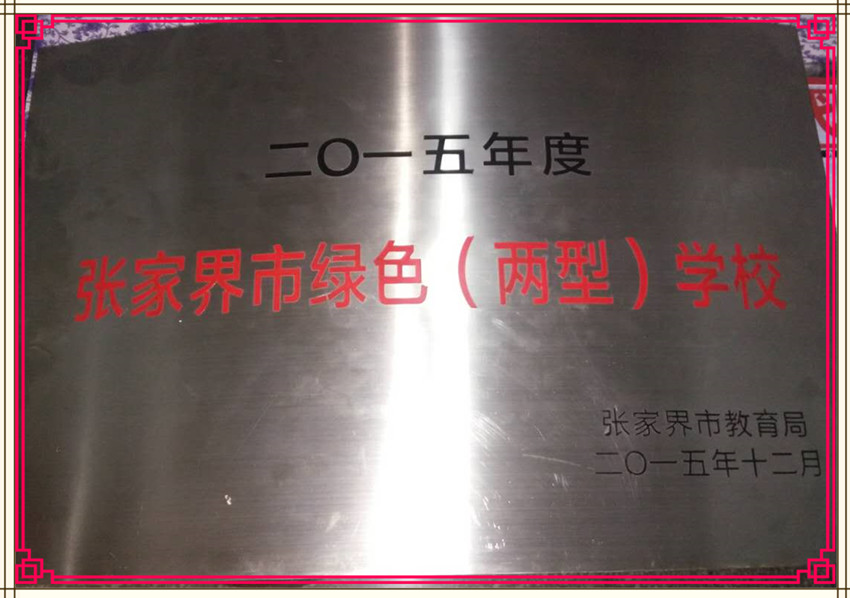 二〇一五年度
张家界市绿色（两型）学校
张家界市教育局
二〇一五年十二月